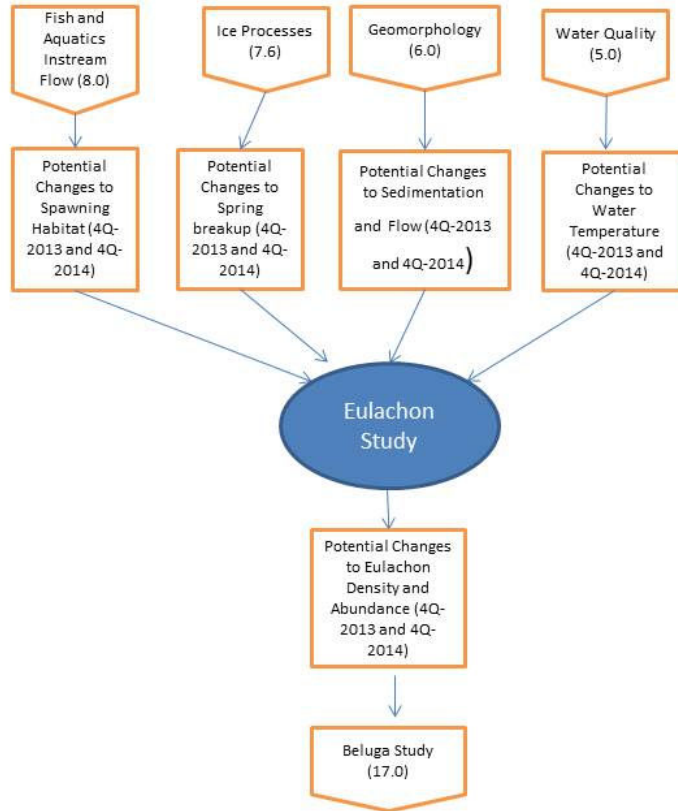 Fish and
Aquatics
Instream
Flow (8.0)
Ice Processes
(7.6)
Geomorphology
(6.0)
Water Quality
(5.0)
Potential
Changes to
Spawning
Habitat (4Q-
2013 and 4Q-
2014)
Potential
Changes to
Spring
breakup (4Q-
2013 and 4Q-
2014)
Potential Changes
to Sedimentation
and Flow (4Q-2013
and 4Q-2014)
Potential
Changes to
Water
Temperature
(4Q-2013 and
4Q-2014)
Eulachon
Study
Potential Changes
to Eulachon
Density and
Abundance (4Q-
2013 and 4Q-
2014)
Beluga Study
(17.0)